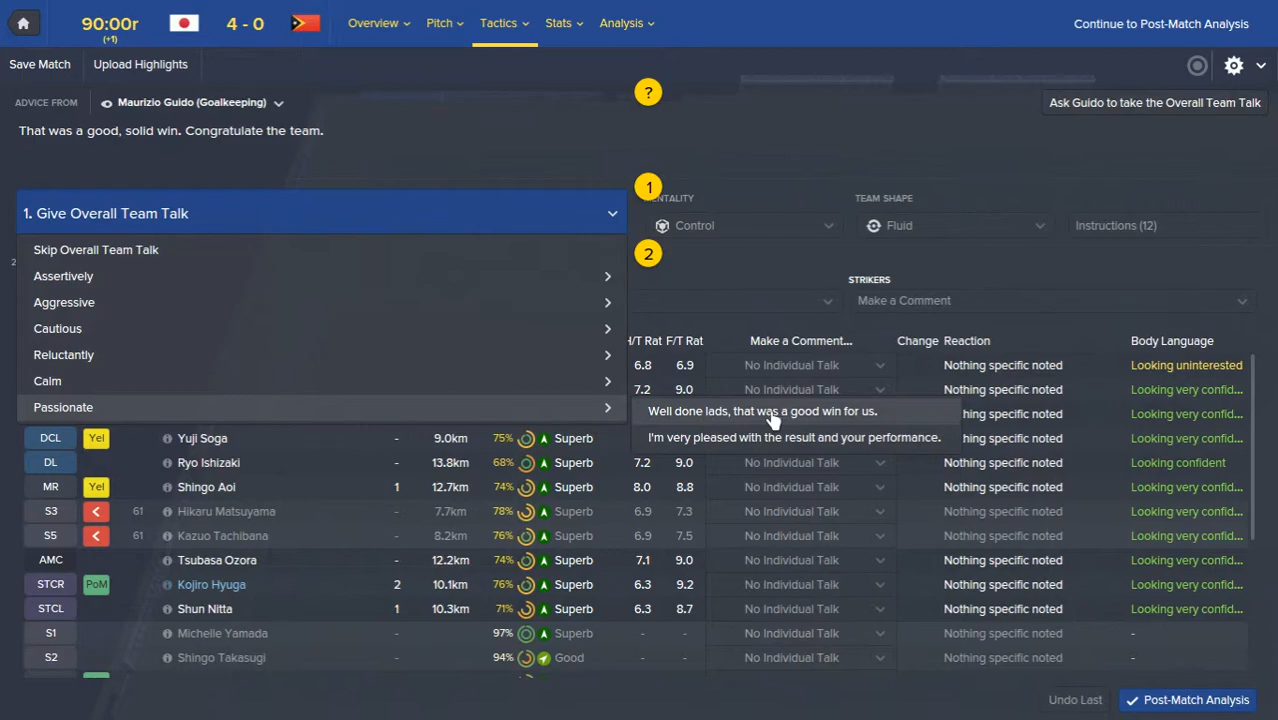 90:00r 4 - 0 Overview Pitch Tactics Stats Analysis Continue to Post-Match Analysis
(+1)
Save Match Upload Highlights
ADVICE FROM Maurizio Guido (Goalkeeping) ? Ask Guido to take the Overall Team Talk
That was a good, solid win. Congratulate the team.
1
MENTALITY TEAM SHAPE
1. Give Overall Team Talk Control Fluid Instructions (12)
Skip Overall Team Talk 2
Assertively STRIKERS
Aggressive Make a Comment
Cautious
H/T Rat F/T Rat Make a Comment... Change Reaction Body Language
Reluctantly 6.8 6.9 No Individual Talk Nothing specific noted Looking uninterested
Calm 7.2 9.0 No Individual Talk Nothing specific noted Looking very confid...
Passionate Well done lads, that was a good win for us. Nothing specific noted Looking very confid...
DCL Yel Yuji Soga - 9.0km 75% Superb I'm very pleased with the result and your performance. Nothing specific noted Looking very confid...
DL Ryo Ishizaki - 13.8km 68% Superb 7.2 9.0 No Individual Talk Nothing specific noted Looking confident
MR Yel Shingo Aoi 1 12.7km 74% Superb 8.0 8.8 No Individual Talk Nothing specific noted Looking very confid...
S3 61 Hikaru Matsuyama - 7.7km 78% Superb 6.9 7.3 No Individual Talk Nothing specific noted Looking very confid...
S5 61 Kazuo Tachibana - 8.2km 76% Superb 6.9 7.5 No Individual Talk Nothing specific noted Looking very confid...
AMC Tsubasa Ozora - 12.2km 74% Superb 7.1 9.0 No Individual Talk Nothing specific noted Looking very confid...
STCR PoM Kojiro Hyuga 2 10.1km 76% Superb 6.3 9.2 No Individual Talk Nothing specific noted Looking very confid...
STCL Shun Nitta 1 10.3km 71% Superb 6.3 8.7 No Individual Talk Nothing specific noted Looking very confid...
S1 Michelle Yamada - 97% Superb - - No Individual Talk Nothing specific noted -
S2 Shingo Takasugi - 94% Good - - No Individual Talk Nothing specific noted -
Undo Last Post-Match Analysis